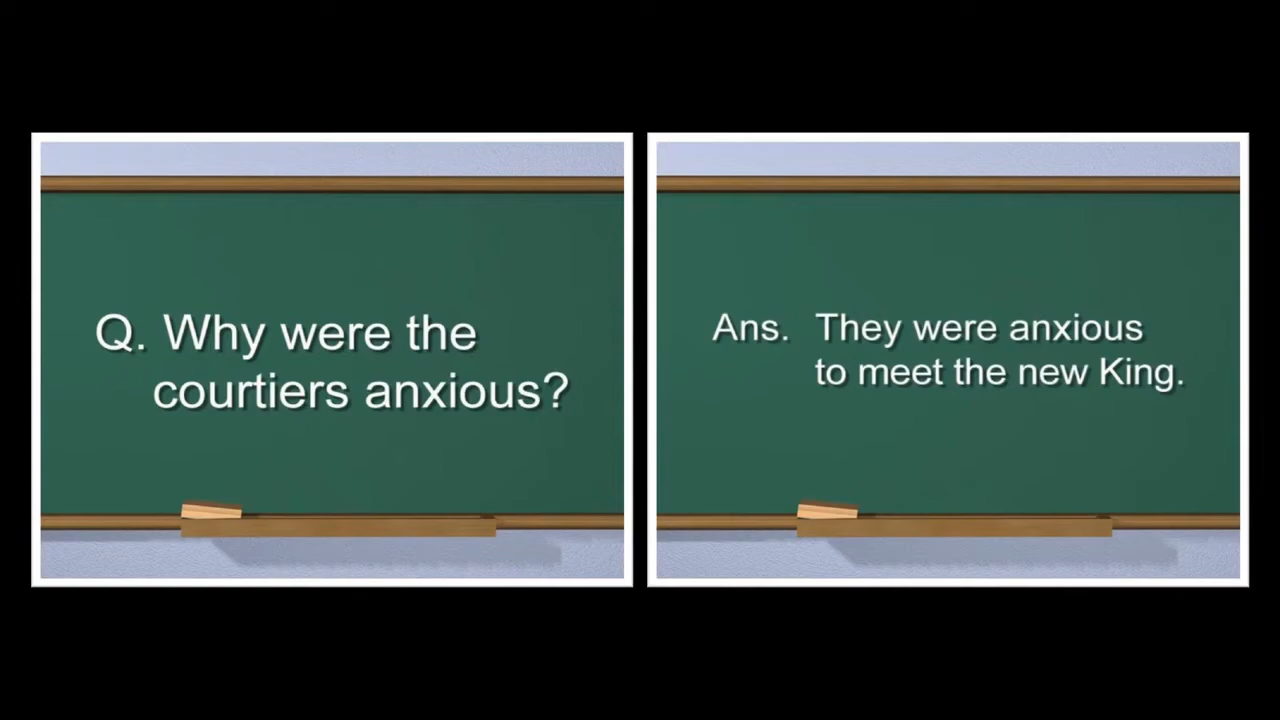 Q. Why were the
courtiers anxious?
Ans. They were anxious
to meet the new King.